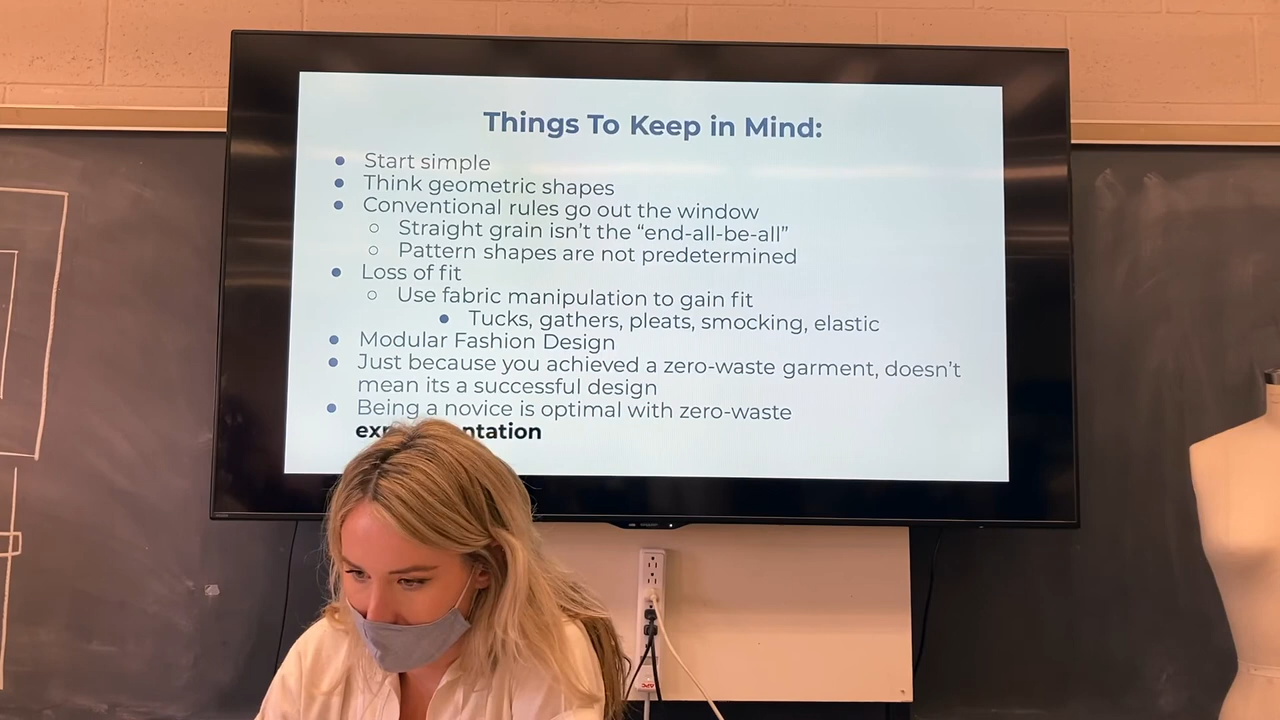 Things To Keep in Mind:
● Start simple
● Think geometric shapes
● Conventional rules go out the window
○ Straight grain isn't the “end-all-be-all”
○ Pattern shapes are not predetermined
● Loss of fit
○ Use fabric manipulation to gain fit
● Tucks, gathers, pleats, smocking, elastic
● Modular Fashion Design
● Just because you achieved a zero-waste garment, doesn't
mean its a successful design
● Being a novice is optimal with zero-waste